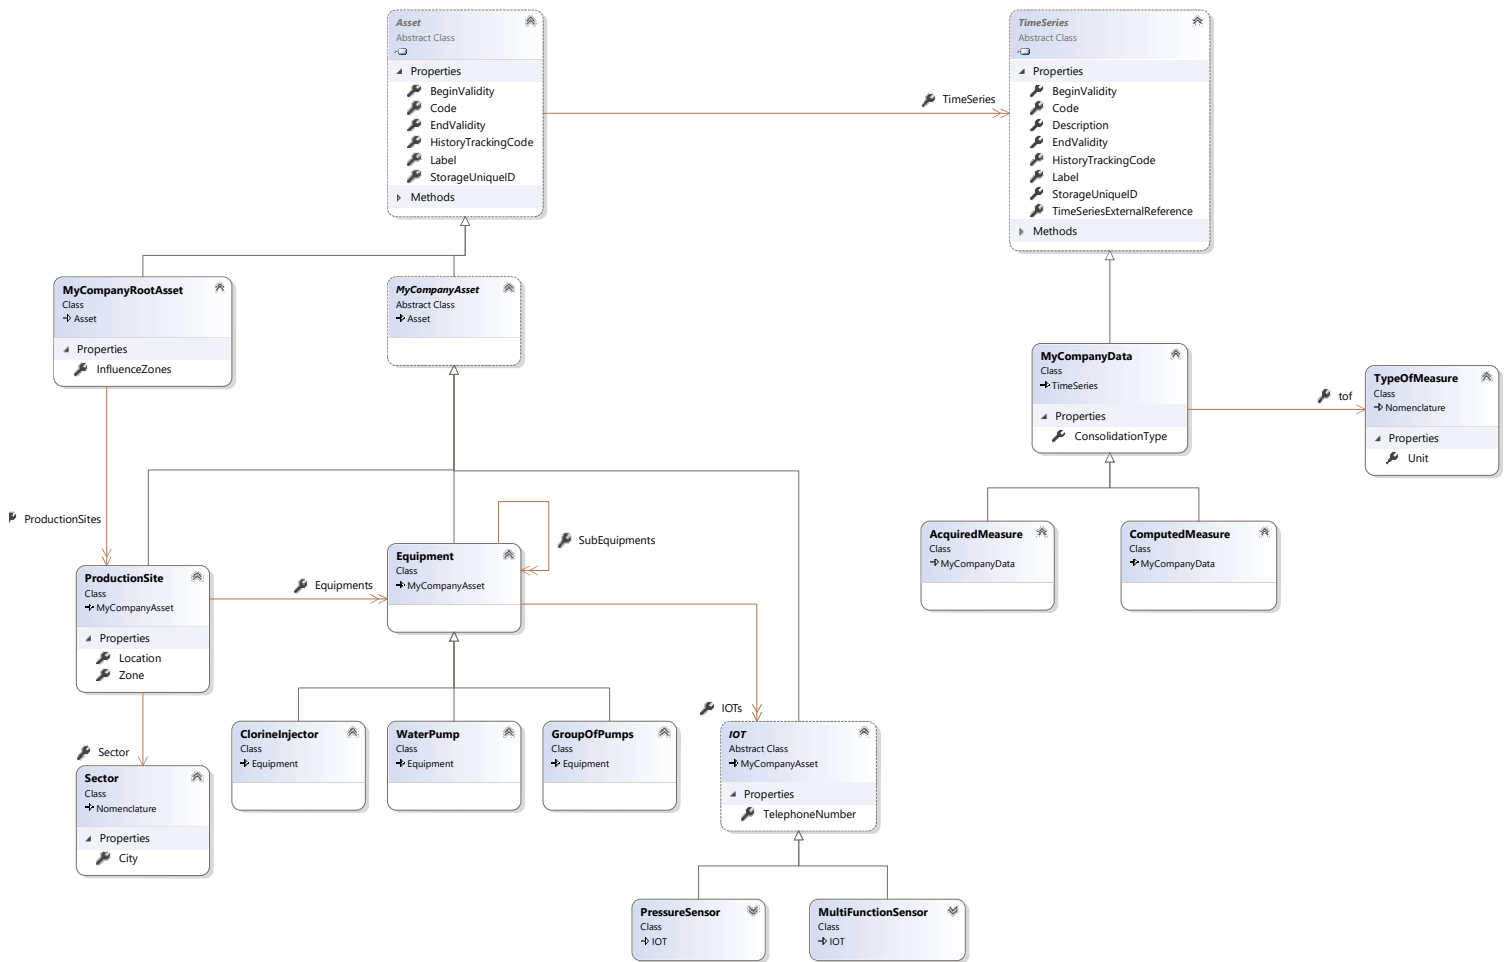 Asset
Abstract Class
Properties
BeginValidity
Code
EndValidity
HistoryTrackingCode
Label
StorageUniqueID
Methods
TimeSeries
TimeSeries
Abstract Class
Properties
BeginValidity
Code
Description
EndValidity
HistoryTrackingCode
Label
StorageUniqueID
TimeSeriesExternalReference
Methods
MyCompanyRootAsset
Class
Asset
Properties
InfluenceZones
MyCompanyAsset
Abstract Class
Asset
MyCompanyData
Class
TimeSeries
Properties
ConsolidationType
tof
TypeOfMeasure
Class
Nomenclature
Properties
Unit
ProductionSites
SubEquipments
AcquiredMeasure
Class
MyCompanyData
ComputedMeasure
Class
MyCompanyData
ProductionSite
Class
MyCompanyAsset
Properties
Location
Zone
Equipments
Equipment
Class
MyCompanyAsset
Sector
Sector
Class
Nomenclature
Properties
City
ClorineInjector
Class
Equipment
WaterPump
Class
Equipment
GroupOfPumps
Class
Equipment
IOTs
IOT
Abstract Class
MyCompanyAsset
Properties
TelephoneNumber
PressureSensor
Class
IOT
MultiFunctionSensor
Class
IOT